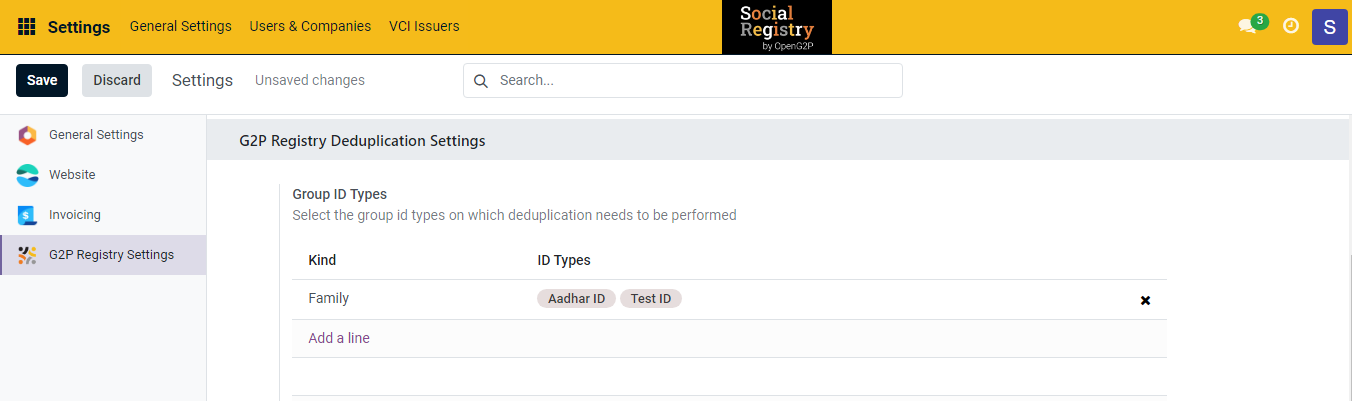 Settings General Settings Users & Companies VCI Issuers
Social
Registry
by OpenG2P
3
S
Save Discard Settings Unsaved changes Search...
General Settings
Website
Invoicing
G2P Registry Settings
G2P Registry Deduplication Settings
Group ID Types
Select the group id types on which deduplication needs to be performed
Kind ID Types
Family Aadhar ID Test ID
Add a line